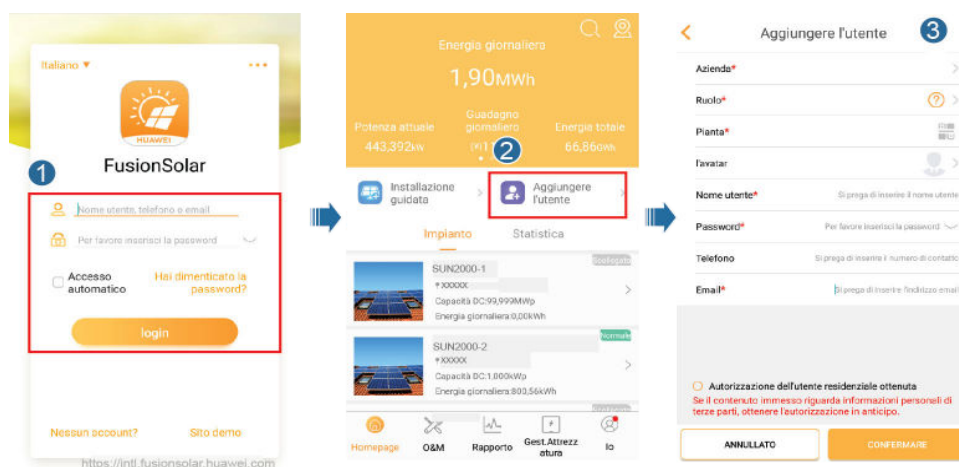 Italiano ▼
HUAWEI
FusionSolar
1
Nome utente, telefono o email
Per favore inserisci la password
Accesso
automatico
Hai dimenticato la
password?
login
Nessun account?
Sito demo
https://intl.fusionsolar.huawei.com
Energia giornaliera
1,90MWh
Potenza attuale
443,392kW
Guadagno
giornaliero
Energia totale
66,86GWh
2
Installazione
guidata
Aggiungere
l'utente
Impianto
Statistica
SUN2000-1
Scollegato
+XXXXX
Capacità DC:99,999MWp
Energia giornaliera:0,00kWh
SUN2000-2
Normale
+XXXXX
Capacità DC:1,000kWp
Energia giornaliera:800,56kWh
Scollegato
Homepage
O&M
Rapporto
Gest.Attrezz
atura
Io
Aggiungere l'utente
3
Azienda*
Ruolo*
Pianta*
l'avatar
Nome utente*
Si prega di inserire il nome utente
Password*
Per favore inserisci la password
Telefono
Si prega di inserire il numero di contatto
Email*
Si prega di inserire l'indirizzo email
Autorizzazione dell'utente residenziale ottenuta
Se il contenuto immesso riguarda informazioni personali di
terze parti, ottenere l'autorizzazione in anticipo.
ANNULLATO
CONFERMARE